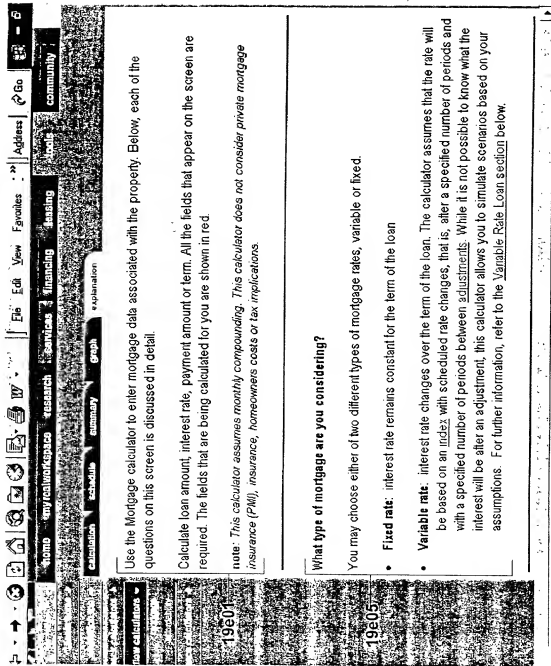 File Edit View Favorites » Address Go
home my realworkspace research services financing leasing tools community
calculation schedule summary graph explanation
Use the Mortgage calculator to enter mortgage data associated with the property. Below, each of the
questions on this screen is discussed in detail.
19e01
Calculate loan amount, interest rate, payment amount or term. All the fields that appear on the screen are
required. The fields that are being calculated for you are shown in red.
note: This calculator assumes monthly compounding. This calculator does not consider private mortgage
insurance (PMI), insurance, homeowners costs or tax implications.
What type of mortgage are you considering?
19e05
You may choose either of two different types of mortgage rates, variable or fixed.
• Fixed rate: interest rate remains constant for the term of the loan
• Variable rate: interest rate changes over the term of the loan. The calculator assumes that the rate will
be based on an index with scheduled rate changes, that is, after a specified number of periods and
with a specified number of periods between adjustments. While it is not possible to know what the
interest will be after an adjustment, this calculator allows you to simulate scenarios based on your
assumptions. For further information, refer to the Variable Rate Loan section below.